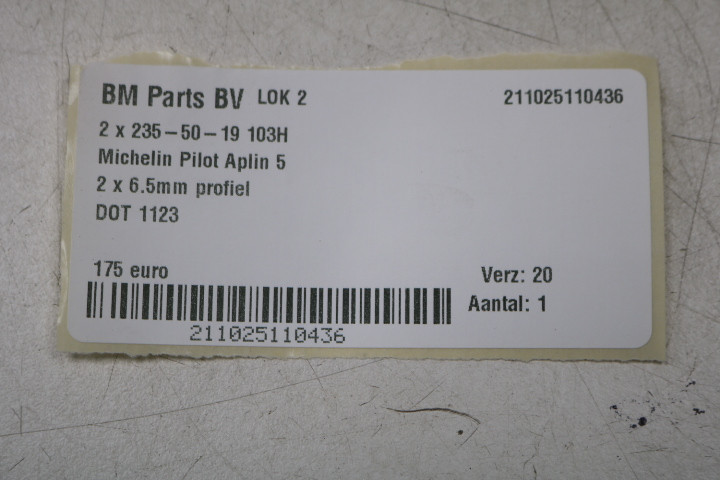 BM Parts BV LOK 2 211025110436
2 x 235-50-19 103H
Michelin Pilot Aplin 5
2 x 6.5mm profiel
DOT 1123
175 euro Verz: 20
Aantal: 1
211025110436